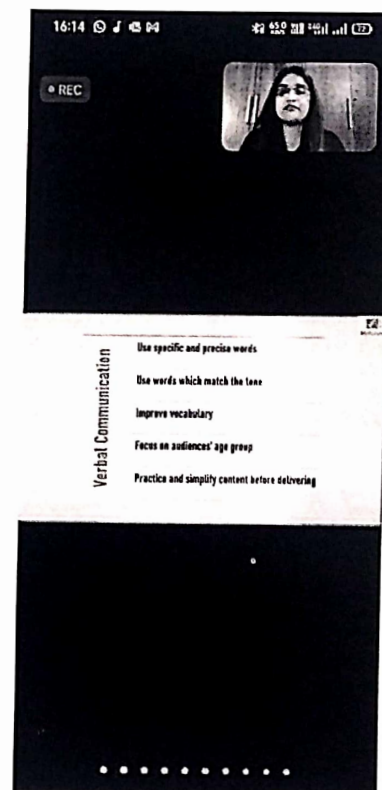 16:14
72
REC
Verbal Communication
Use specific and precise words
Use words which match the tone
Improve vocabulary
Focus on audiences' age group
Practice and simplify content before delivering